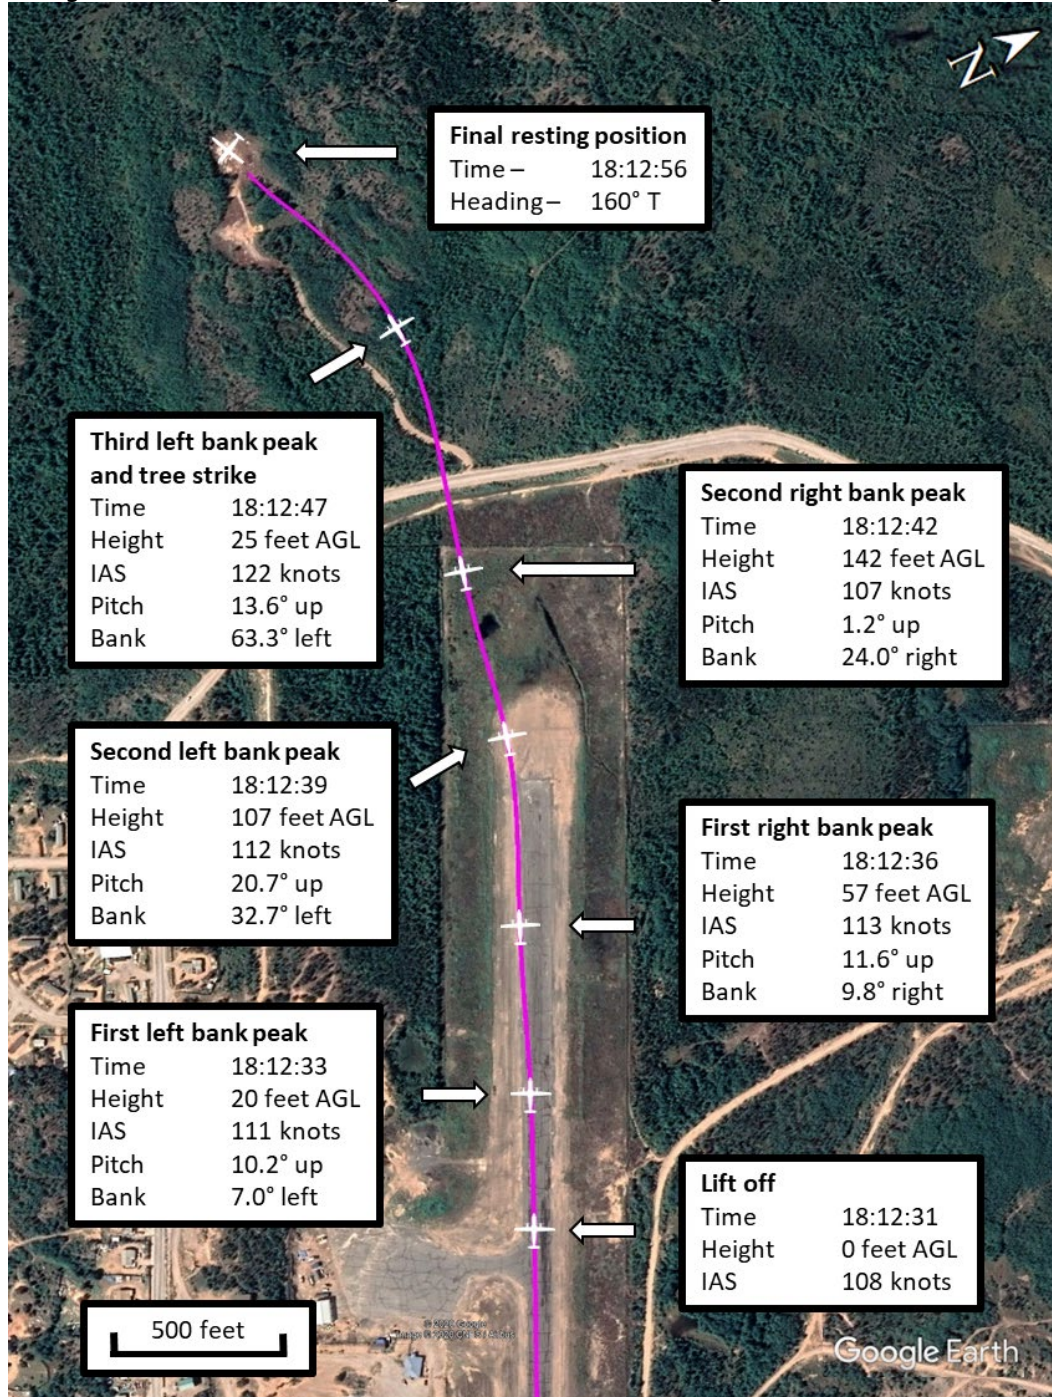 N
Final resting position
Time – 18:12:56
Heading – 160° T
Third left bank peak
and tree strike
Time 18:12:47
Height 25 feet AGL
IAS 122 knots
Pitch 13.6° up
Bank 63.3° left
Second right bank peak
Time 18:12:42
Height 142 feet AGL
IAS 107 knots
Pitch 1.2° up
Bank 24.0° right
Second left bank peak
Time 18:12:39
Height 107 feet AGL
IAS 112 knots
Pitch 20.7° up
Bank 32.7° left
First right bank peak
Time 18:12:36
Height 57 feet AGL
IAS 113 knots
Pitch 11.6° up
Bank 9.8° right
First left bank peak
Time 18:12:33
Height 20 feet AGL
IAS 111 knots
Pitch 10.2° up
Bank 7.0° left
Lift off
Time 18:12:31
Height 0 feet AGL
IAS 108 knots
500 feet
Google
Google Earth